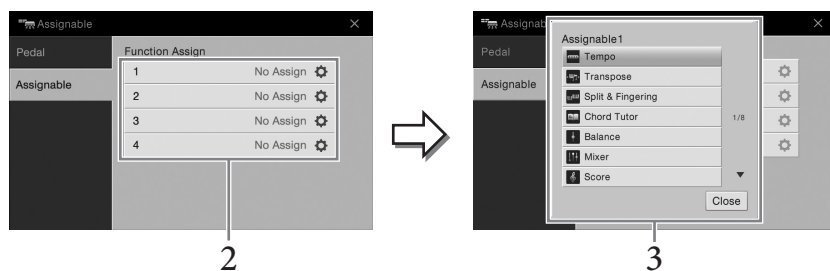 Assignable
Pedal
Assignable
Function Assign
1 No Assign
2 No Assign
3 No Assign
4 No Assign
2
Assignab
Pedal
Assignable
Assignable1
Tempo
Transpose
Split & Fingering
Chord Tutor
Balance
Mixer
Score
1/8
Close
3